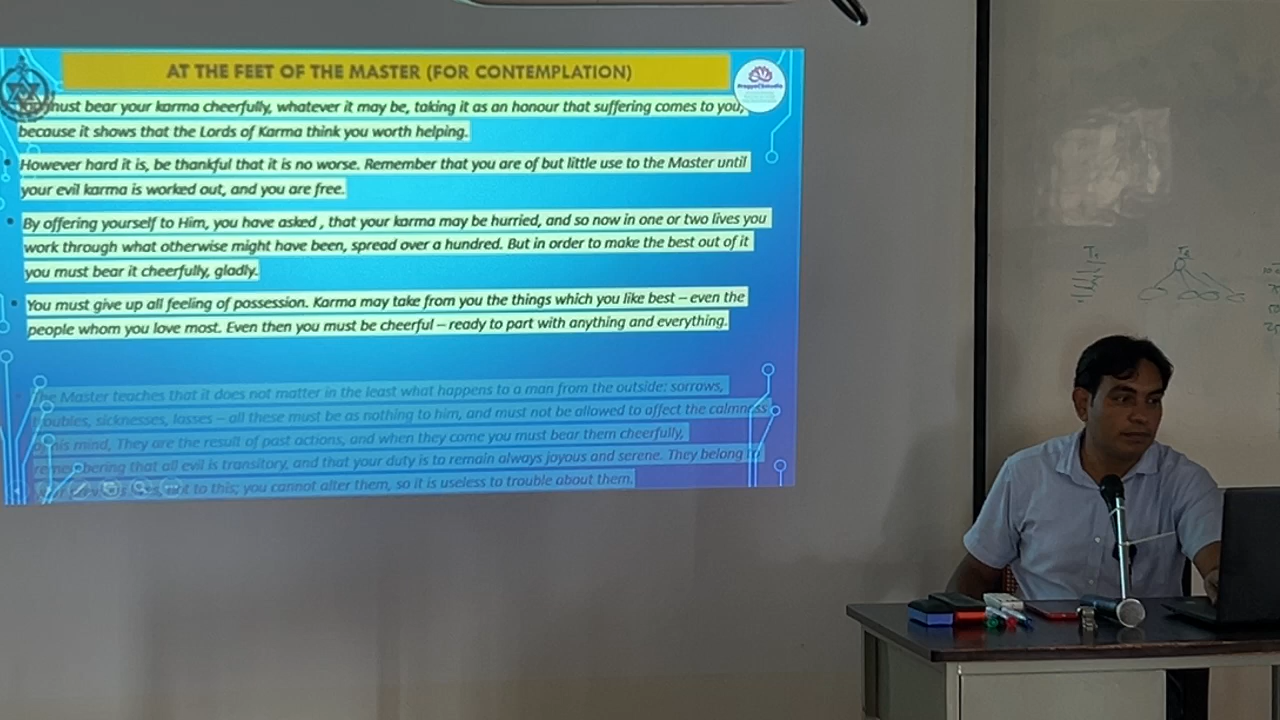 AT THE FEET OF THE MASTER (FOR CONTEMPLATION)
PragyaChakshu
must bear your karma cheerfully, whatever it may be, taking it as an honour that suffering comes to you,
because it shows that the Lords of Karma think you worth helping.
• However hard it is, be thankful that it is no worse. Remember that you are of but little use to the Master until
your evil karma is worked out, and you are free.
• By offering yourself to Him, you have asked , that your karma may be hurried, and so now in one or two lives you
work through what otherwise might have been, spread over a hundred. But in order to make the best out of it
you must bear it cheerfully, gladly.
• You must give up all feeling of possession. Karma may take from you the things which you like best – even the
people whom you love most. Even then you must be cheerful – ready to part with anything and everything.
The Master teaches that it does not matter in the least what happens to a man from the outside: sorrows,
troubles, sicknesses, losses – all these must be as nothing to him, and must not be allowed to affect the calmness
of his mind, They are the result of past actions, and when they come you must bear them cheerfully,
remembering that all evil is transitory, and that your duty is to remain always joyous and serene. They belong to
not to this; you cannot alter them, so it is useless to trouble about them.